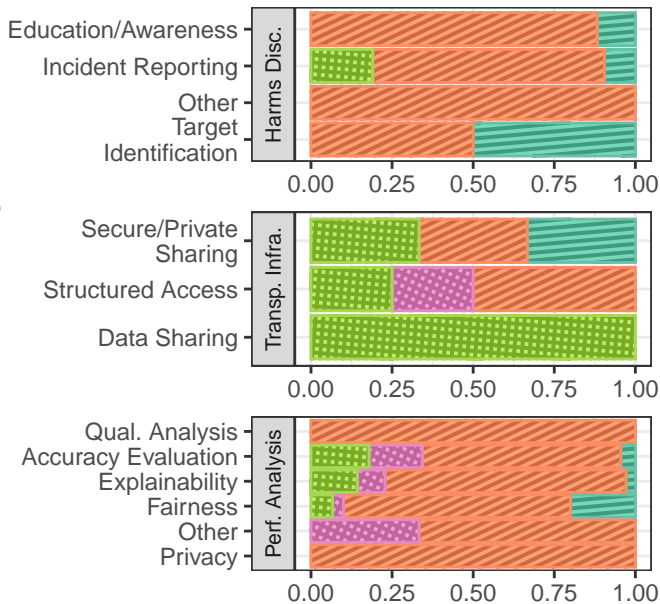 Education/Awareness
Incident Reporting
Other
Target
Identification
Harms Disc.
0.00 0.25 0.50 0.75 1.00
Secure/Private
Sharing
Structured Access
Data Sharing
Transp. Infra.
0.00 0.25 0.50 0.75 1.00
Qual. Analysis
Accuracy Evaluation
Explainability
Fairness
Other
Privacy
Perf. Analysis
0.00 0.25 0.50 0.75 1.00